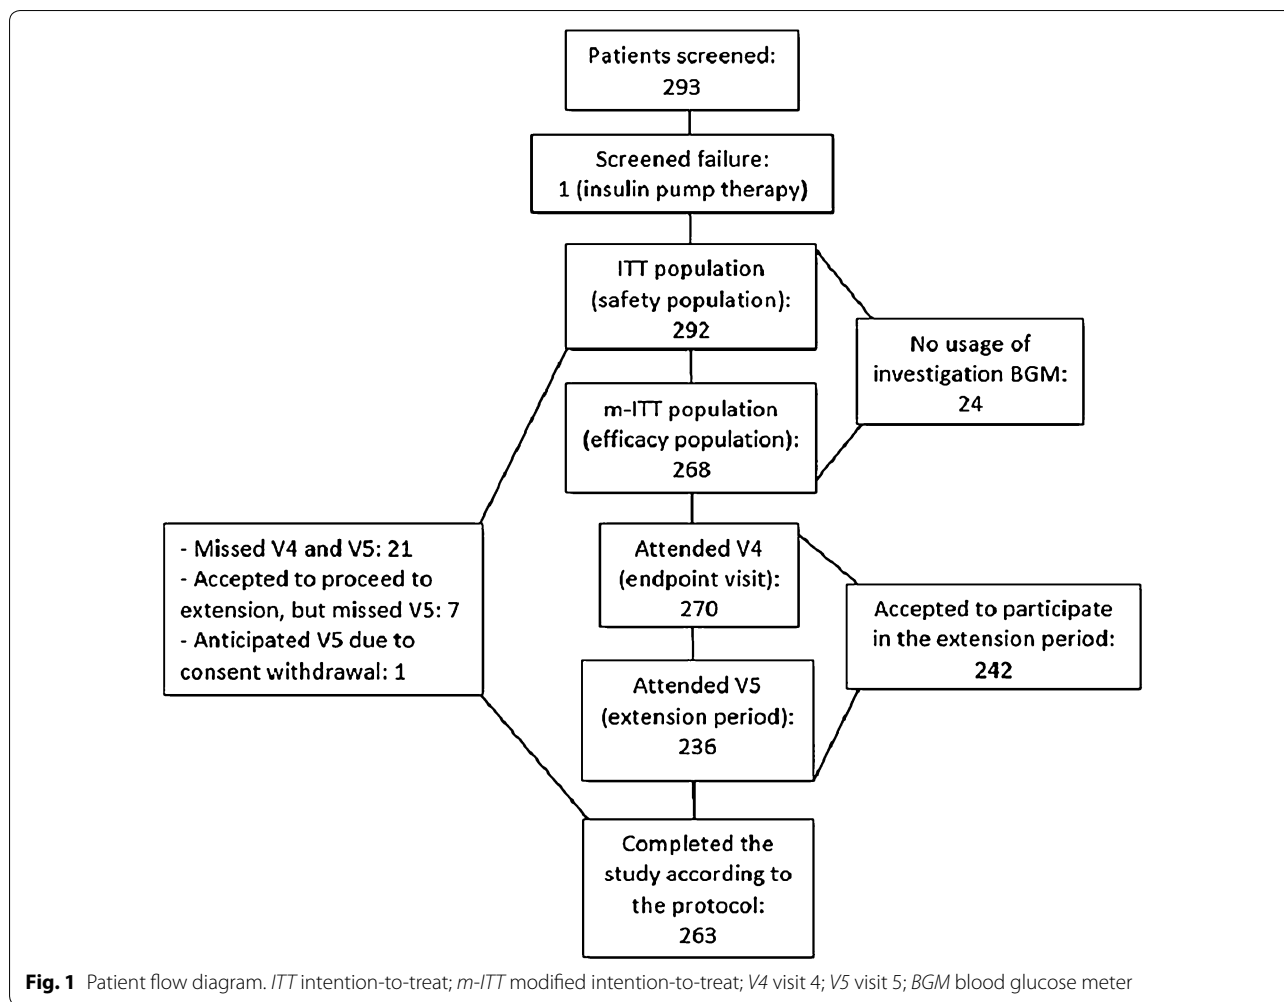 Patients screened:
293
Screened failure:
1 (insulin pump therapy)
ITT population
(safety population):
292
No usage of
investigation BGM:
24
m-ITT population
(efficacy population):
268
- Missed V4 and V5: 21
- Accepted to proceed to
extension, but missed V5: 7
- Anticipated V5 due to
consent withdrawal: 1
Attended V4
(endpoint visit):
270
Accepted to participate
in the extension period:
242
Attended V5
(extension period):
236
Completed the
study according to
the protocol:
263
Fig. 1 Patient flow diagram. ITT intention-to-treat; m-ITT modified intention-to-treat; V4 visit 4; V5 visit 5; BGM blood glucose meter